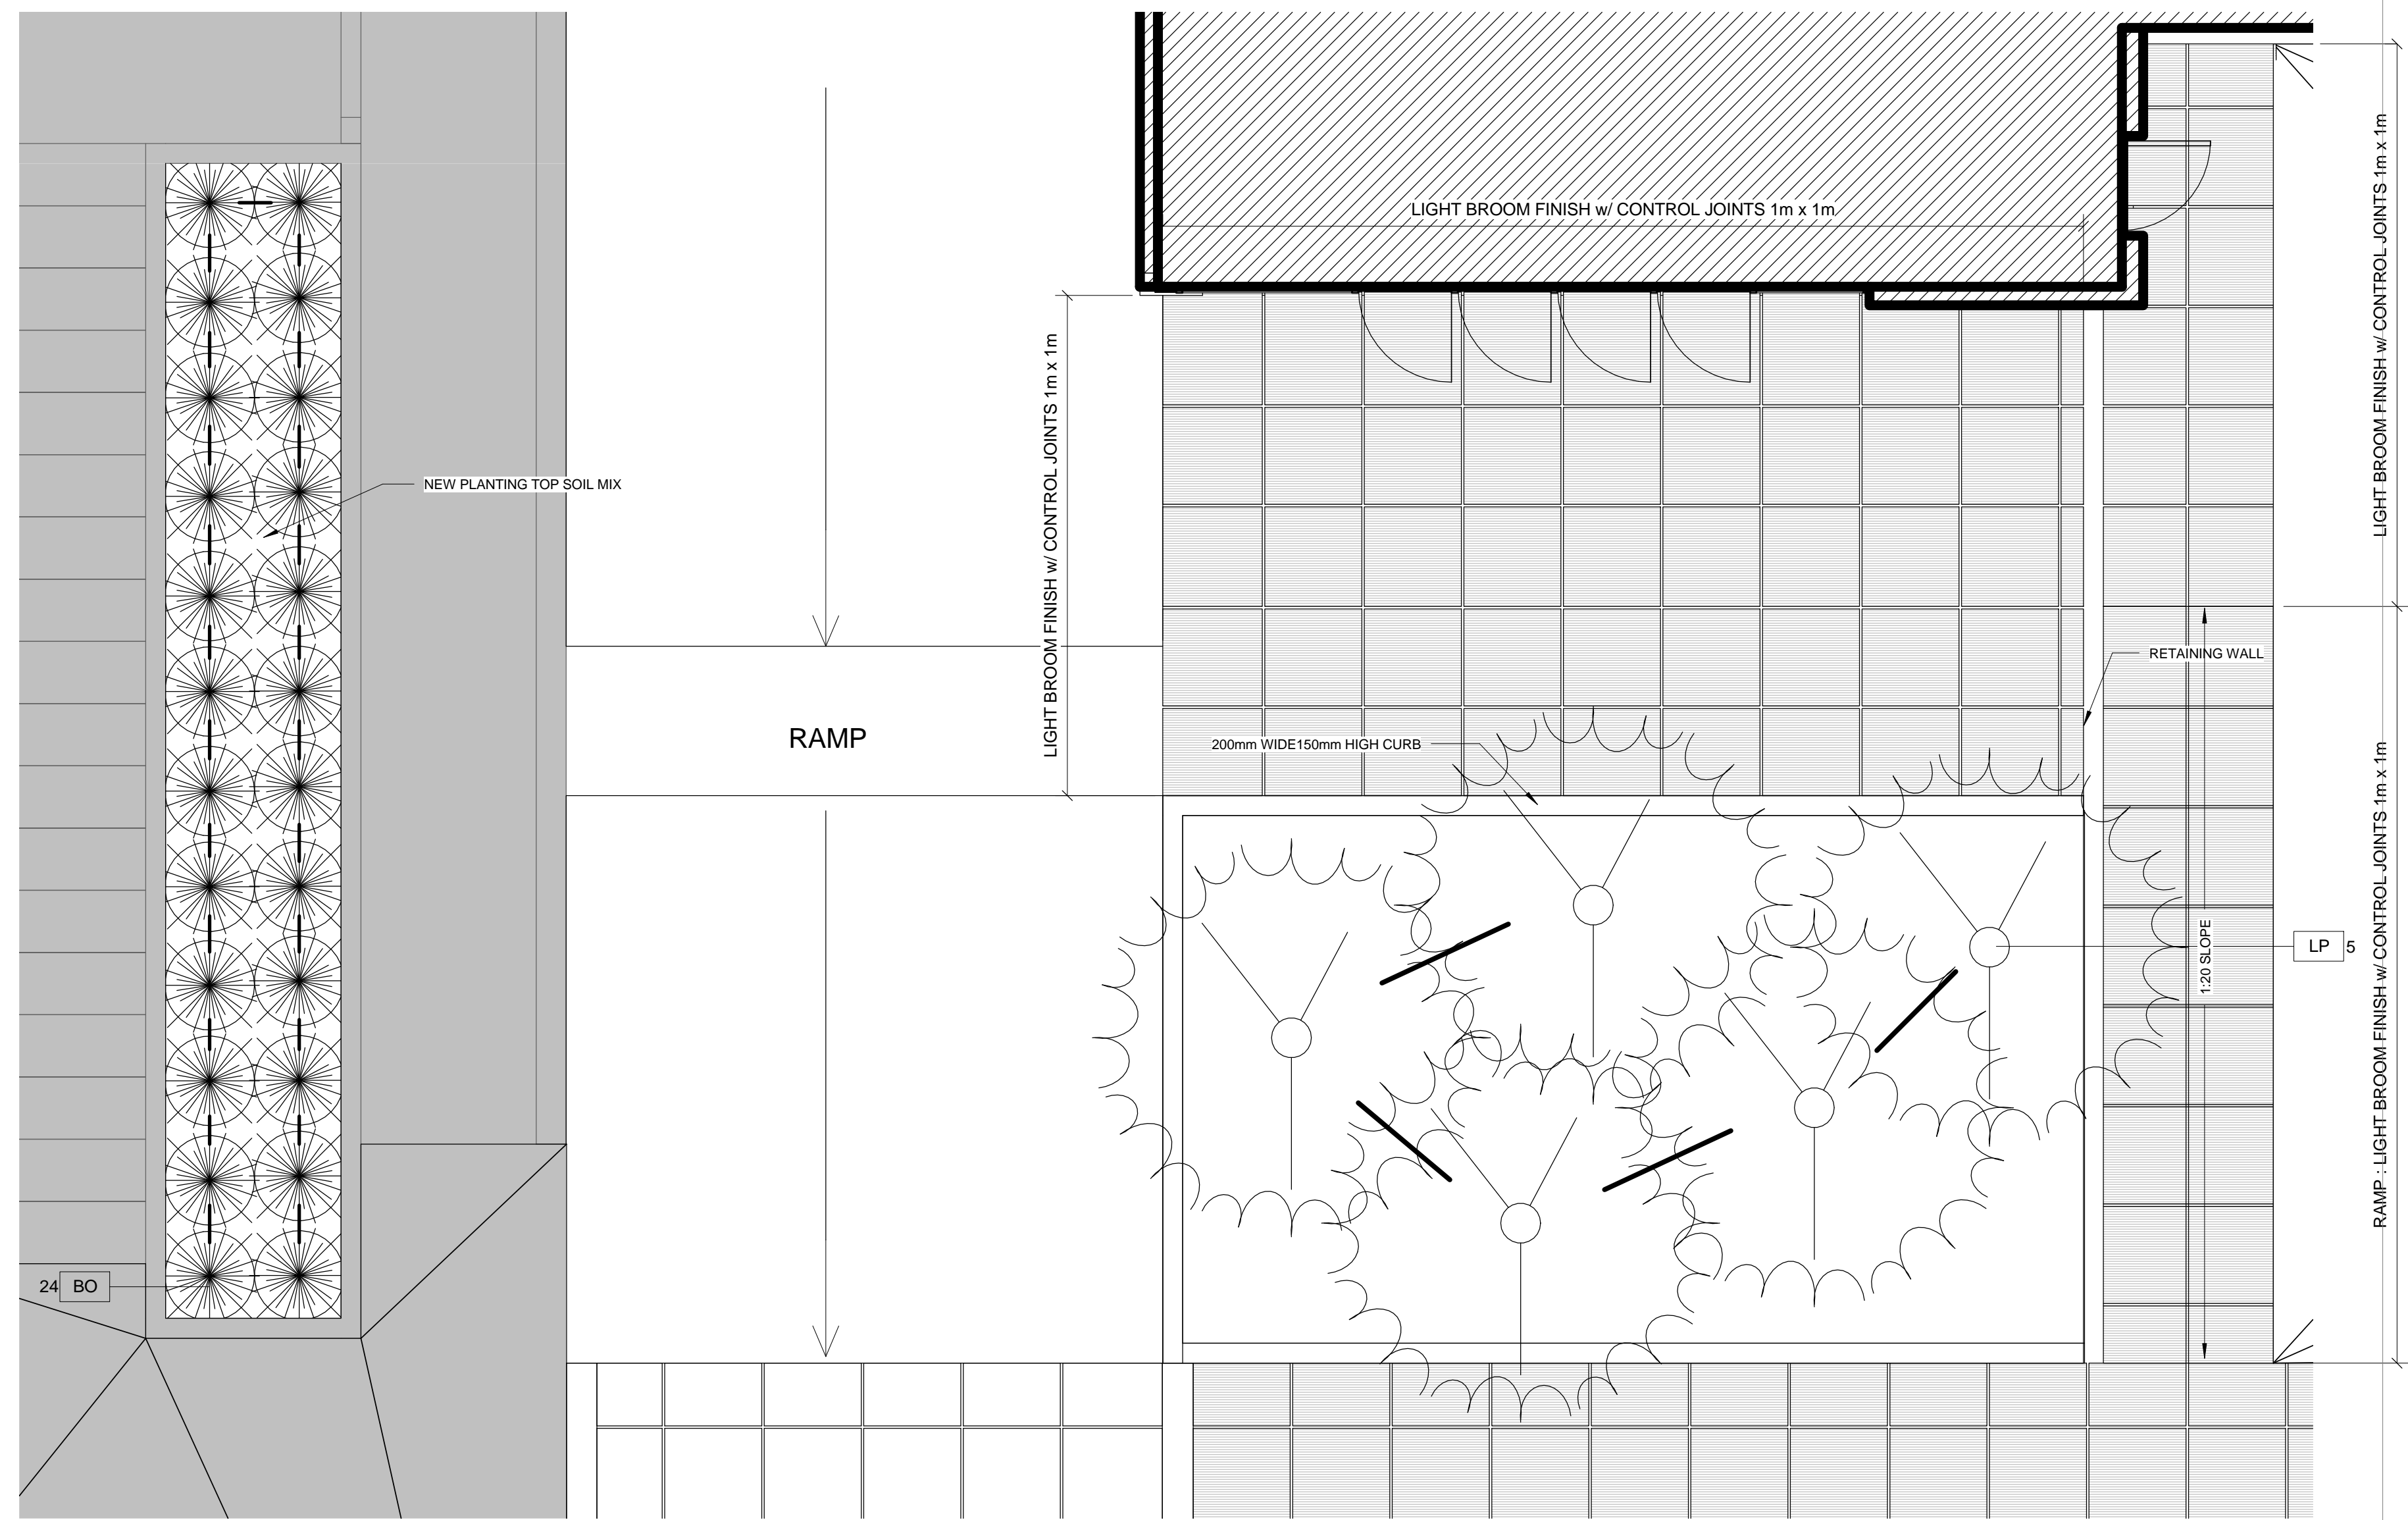 LIGHT BROOM FINISH w/ CONTROL JOINTS 1m x 1m
LIGHT BROOM FINISH w/ CONTROL JOINTS 1m x 1m
LIGHT BROOM FINISH w/ CONTROL JOINTS 1m x 1m
NEW PLANTING TOP SOIL MIX
RETAINING WALL
RAMP
200mm WIDE150mm HIGH CURB
LP 5
1:20 SLOPE
RAMP : LIGHT BROOM FINISH w/ CONTROL JOINTS 1m x 1m
24 BO